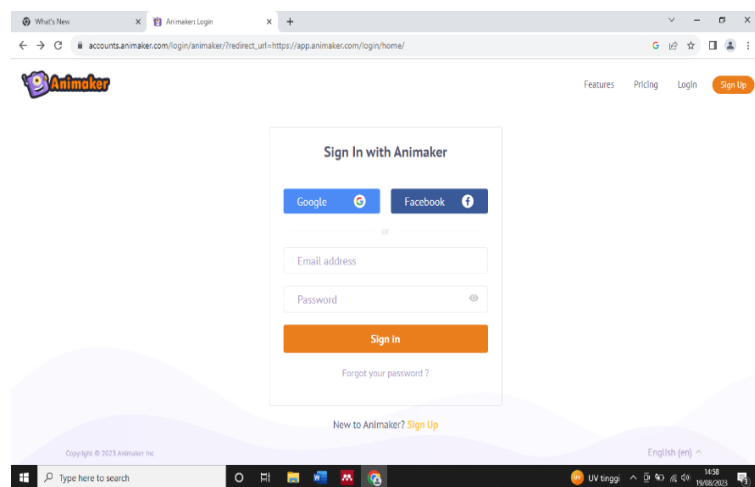 What's New
Animaker: Login
accounts.animaker.com/login/animaker/?redirect_url=https://app.animaker.com/login/home/
Animaker
Features Pricing Login Sign Up
Sign In with Animaker
Google Facebook
or
Email address
Password
Sign in
Forgot your password ?
New to Animaker? Sign Up
Copyright © 2023 Animaker Inc
English (en)
Type here to search
UV tinggi
14:58
19/08/2023